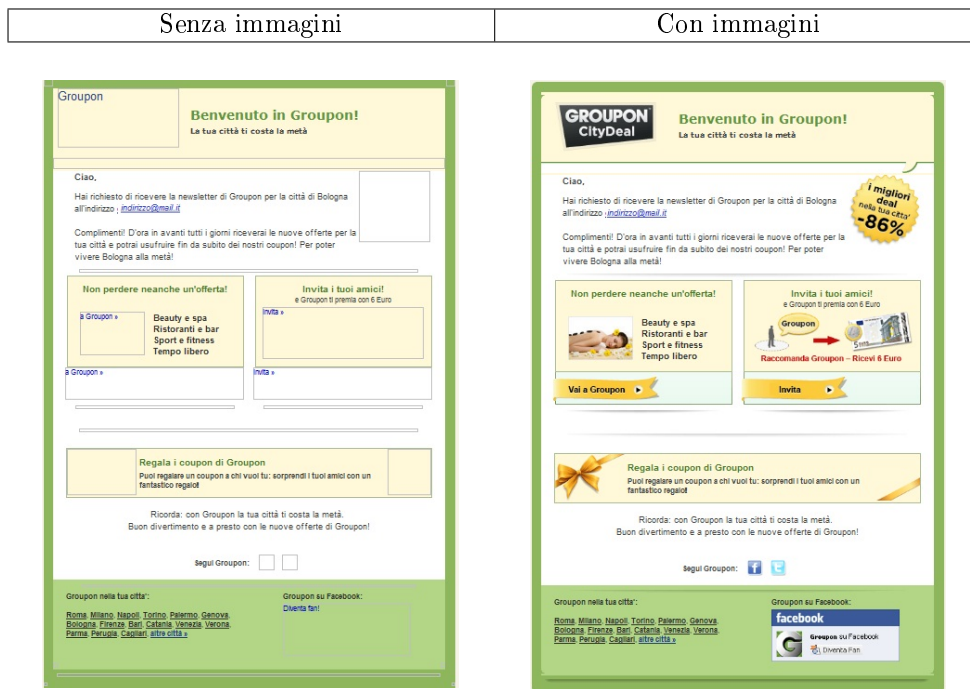 Senza immagini
Con immagini
Groupon
Benvenuto in Groupon!
La tua città ti costa la metà
Ciao,
Hai richiesto di ricevere la newsletter di Groupon per la città di Bologna
all'indirizzo : indirizzo@mail.it
Complimenti! D'ora in avanti tutti i giorni riceverai le nuove offerte per la
tua città e potrai usufruire fin da subito dei nostri coupon! Per poter
vivere Bologna alla metà!
Non perdere neanche un'offerta!
a Groupon »
Beauty e spa
Ristoranti e bar
Sport e fitness
Tempo libero
a Groupon »
Invita i tuoi amici!
e Groupon ti premia con 6 Euro
Invita »
Invita »
Regala i coupon di Groupon
Puoi regalare un coupon a chi vuoi tu: sorprendi i tuoi amici con un
fantastico regalo!
Ricorda: con Groupon la tua città ti costa la metà.
Buon divertimento e a presto con le nuove offerte di Groupon!
Segui Groupon:
Groupon nella tua citta':
Roma, Milano, Napoli, Torino, Palermo, Genova,
Bologna, Firenze, Bari, Catania, Venezia, Verona,
Parma, Perugia, Cagliari, altre città »
Groupon su Facebook:
Diventa fan!
GROUPON
CityDeal
Benvenuto in Groupon!
La tua città ti costa la metà
Ciao,
Hai richiesto di ricevere la newsletter di Groupon per la città di Bologna
all'indirizzo : indirizzo@mail.it
Complimenti! D'ora in avanti tutti i giorni riceverai le nuove offerte per la
tua città e potrai usufruire fin da subito dei nostri coupon! Per poter
vivere Bologna alla metà!
i migliori
deal
nella tua citta'
-86%
Non perdere neanche un'offerta!
Beauty e spa
Ristoranti e bar
Sport e fitness
Tempo libero
Vai a Groupon
Invita i tuoi amici!
e Groupon ti premia con 6 Euro
Groupon
5
Raccomanda Groupon – Ricevi 6 Euro
Invita
Regala i coupon di Groupon
Puoi regalare un coupon a chi vuoi tu: sorprendi i tuoi amici con un
fantastico regalo!
Ricorda: con Groupon la tua città ti costa la metà.
Buon divertimento e a presto con le nuove offerte di Groupon!
Segui Groupon:
f
t
Groupon nella tua citta':
Roma, Milano, Napoli, Torino, Palermo, Genova,
Bologna, Firenze, Bari, Catania, Venezia, Verona,
Parma, Perugia, Cagliari, altre città »
Groupon su Facebook:
facebook
Groupon su Facebook
Diventa Fan